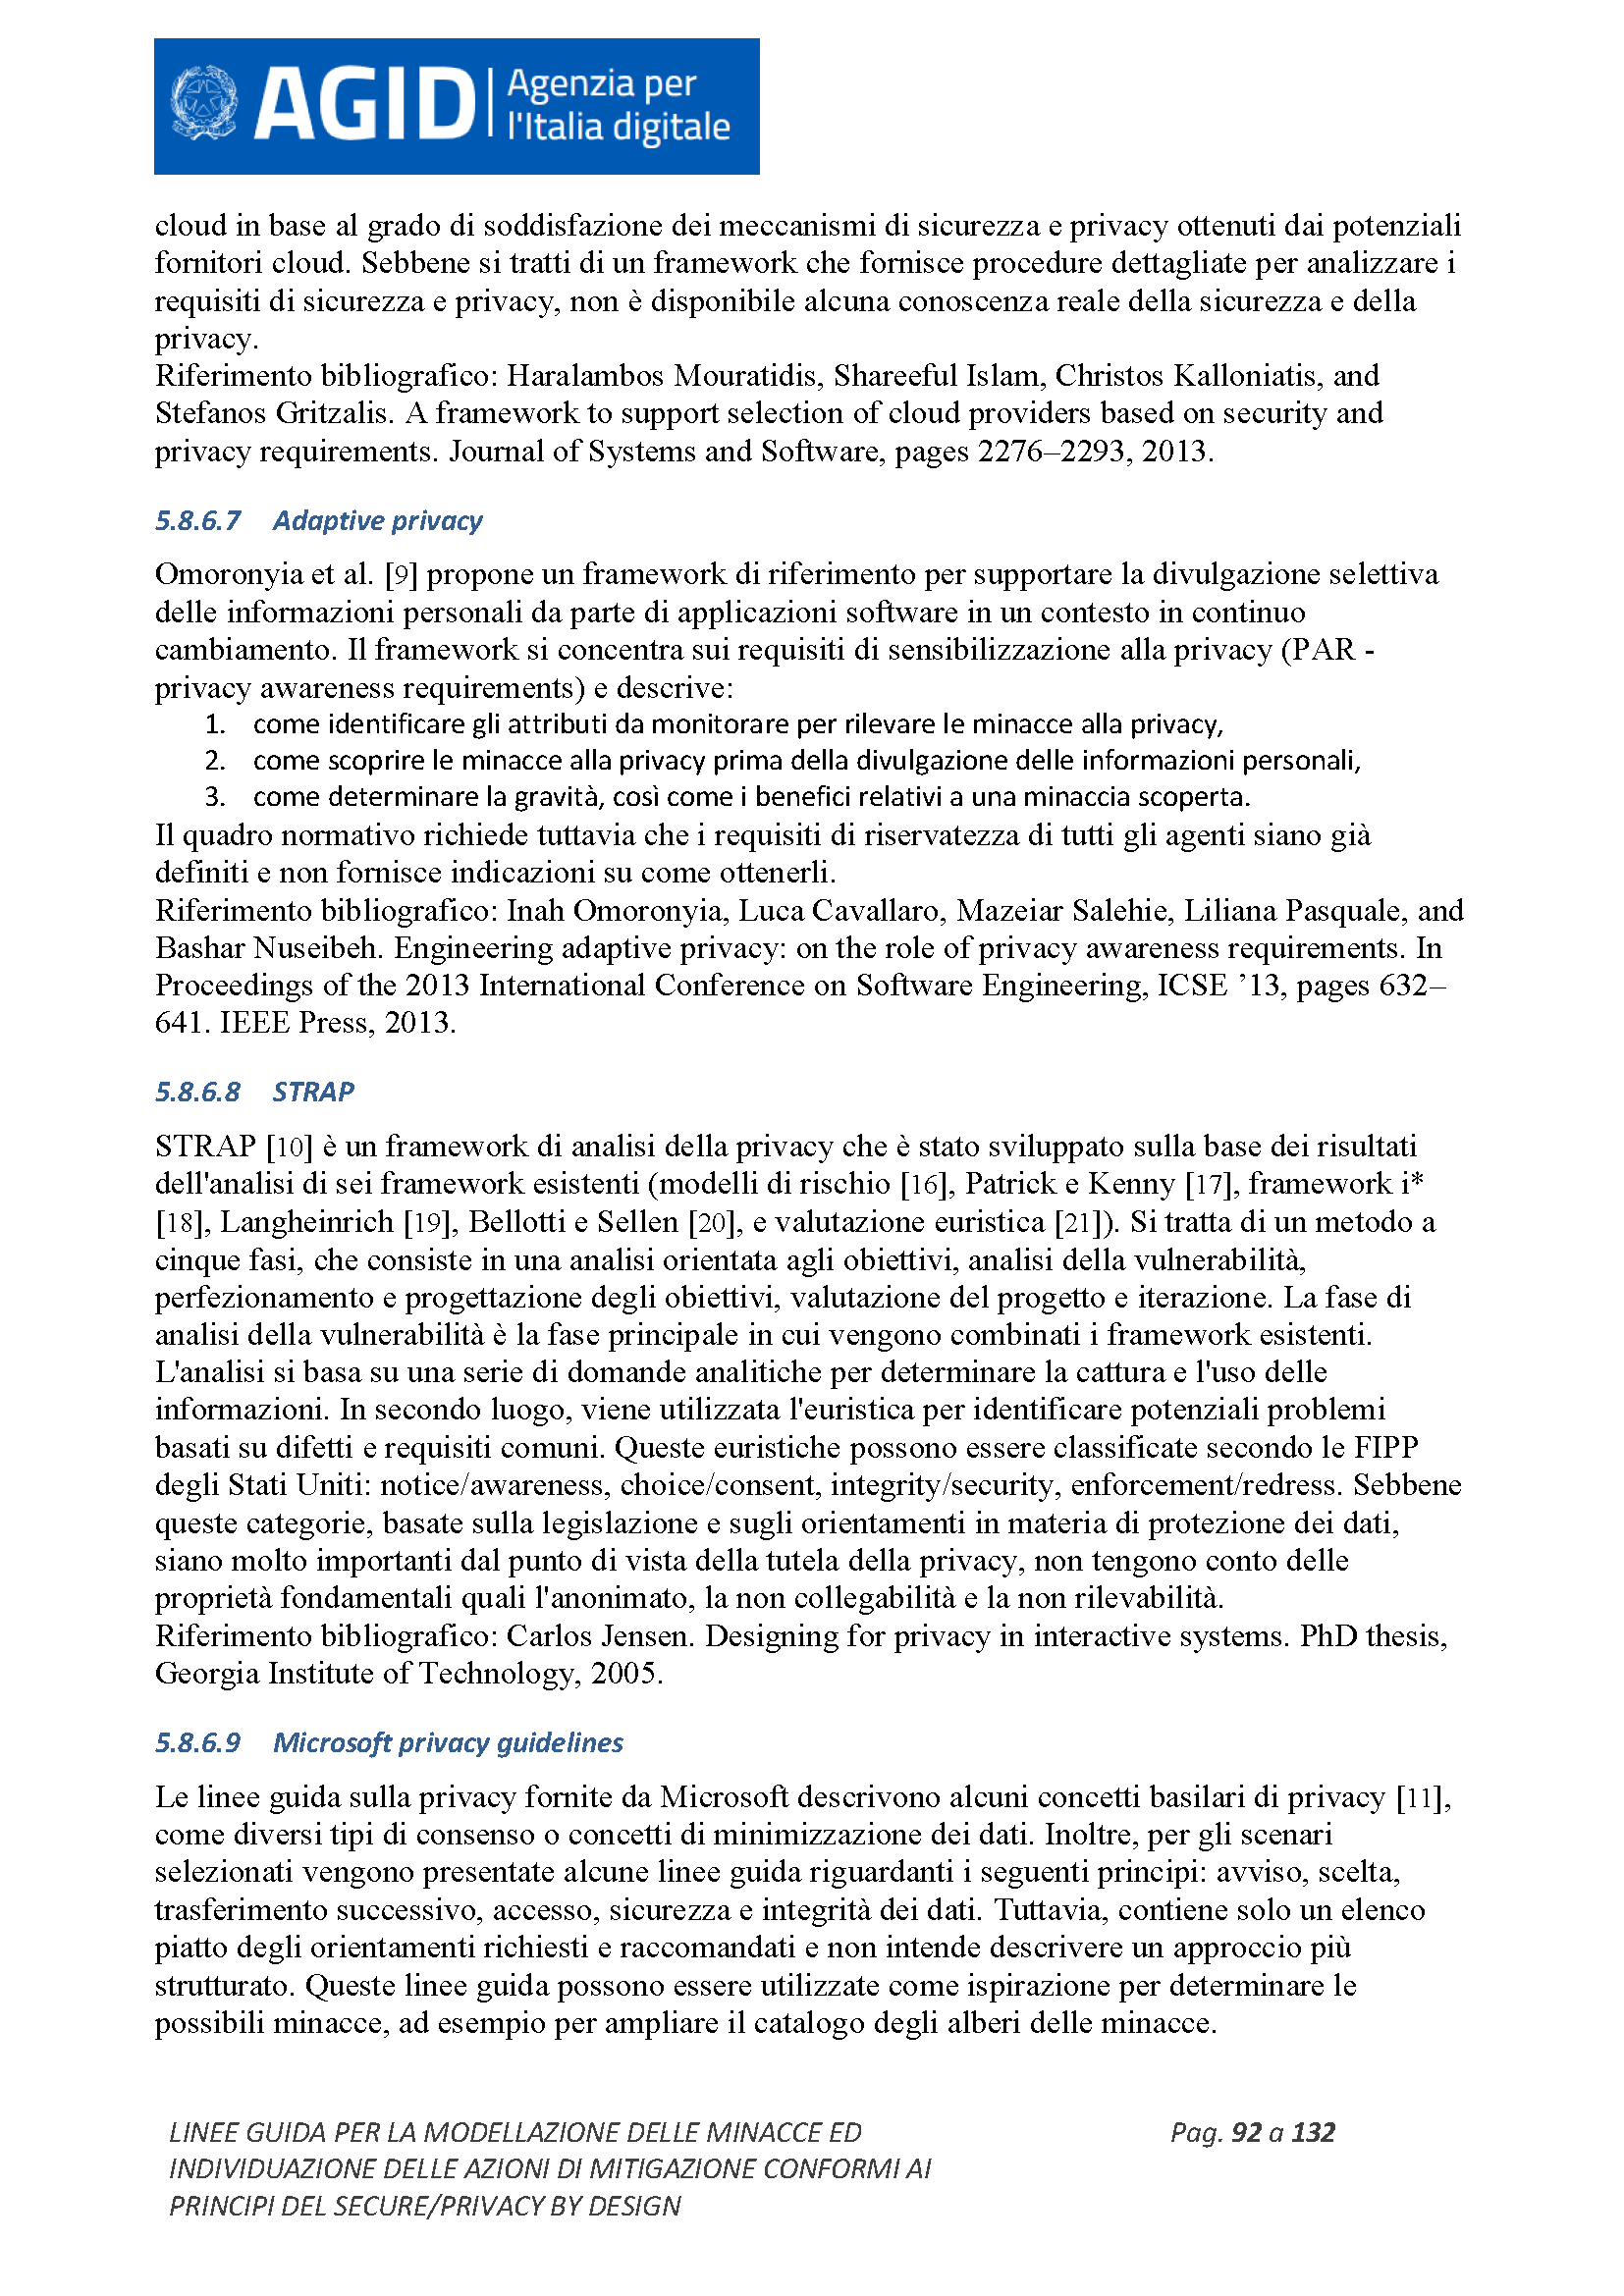 AGID
Agenzia per
l'Italia digitale
cloud in base al grado di soddisfazione dei meccanismi di sicurezza e privacy ottenuti dai potenziali
fornitori cloud. Sebbene si tratti di un framework che fornisce procedure dettagliate per analizzare i
requisiti di sicurezza e privacy, non è disponibile alcuna conoscenza reale della sicurezza e della
privacy.
Riferimento bibliografico: Haralambos Mouratidis, Shareeful Islam, Christos Kalloniatis, and
Stefanos Gritzalis. A framework to support selection of cloud providers based on security and
privacy requirements. Journal of Systems and Software, pages 2276–2293, 2013.
5.8.6.7 Adaptive privacy
Omoronyia et al. [9] propone un framework di riferimento per supportare la divulgazione selettiva
delle informazioni personali da parte di applicazioni software in un contesto in continuo
cambiamento. Il framework si concentra sui requisiti di sensibilizzazione alla privacy (PAR -
privacy awareness requirements) e descrive:
1. come identificare gli attributi da monitorare per rilevare le minacce alla privacy,
2. come scoprire le minacce alla privacy prima della divulgazione delle informazioni personali,
3. come determinare la gravità, così come i benefici relativi a una minaccia scoperta.
Il quadro normativo richiede tuttavia che i requisiti di riservatezza di tutti gli agenti siano già
definiti e non fornisce indicazioni su come ottenerli.
Riferimento bibliografico: Inah Omoronyia, Luca Cavallaro, Mazeiar Salehie, Liliana Pasquale, and
Bashar Nuseibeh. Engineering adaptive privacy: on the role of privacy awareness requirements. In
Proceedings of the 2013 International Conference on Software Engineering, ICSE ’13, pages 632–
641. IEEE Press, 2013.
5.8.6.8 STRAP
STRAP [10] è un framework di analisi della privacy che è stato sviluppato sulla base dei risultati
dell'analisi di sei framework esistenti (modelli di rischio [16], Patrick e Kenny [17], framework i*
[18], Langheinrich [19], Bellotti e Sellen [20], e valutazione euristica [21]). Si tratta di un metodo a
cinque fasi, che consiste in una analisi orientata agli obiettivi, analisi della vulnerabilità,
perfezionamento e progettazione degli obiettivi, valutazione del progetto e iterazione. La fase di
analisi della vulnerabilità è la fase principale in cui vengono combinati i framework esistenti.
L'analisi si basa su una serie di domande analitiche per determinare la cattura e l'uso delle
informazioni. In secondo luogo, viene utilizzata l'euristica per identificare potenziali problemi
basati su difetti e requisiti comuni. Queste euristiche possono essere classificate secondo le FIPP
degli Stati Uniti: notice/awareness, choice/consent, integrity/security, enforcement/redress. Sebbene
queste categorie, basate sulla legislazione e sugli orientamenti in materia di protezione dei dati,
siano molto importanti dal punto di vista della tutela della privacy, non tengono conto delle
proprietà fondamentali quali l'anonimato, la non collegabilità e la non rilevabilità.
Riferimento bibliografico: Carlos Jensen. Designing for privacy in interactive systems. PhD thesis,
Georgia Institute of Technology, 2005.
5.8.6.9 Microsoft privacy guidelines
Le linee guida sulla privacy fornite da Microsoft descrivono alcuni concetti basilari di privacy [11],
come diversi tipi di consenso o concetti di minimizzazione dei dati. Inoltre, per gli scenari
selezionati vengono presentate alcune linee guida riguardanti i seguenti principi: avviso, scelta,
trasferimento successivo, accesso, sicurezza e integrità dei dati. Tuttavia, contiene solo un elenco
piatto degli orientamenti richiesti e raccomandati e non intende descrivere un approccio più
strutturato. Queste linee guida possono essere utilizzate come ispirazione per determinare le
possibili minacce, ad esempio per ampliare il catalogo degli alberi delle minacce.
LINEE GUIDA PER LA MODELLAZIONE DELLE MINACCE ED
INDIVIDUAZIONE DELLE AZIONI DI MITIGAZIONE CONFORMI AI
PRINCIPI DEL SECURE/PRIVACY BY DESIGN
Pag. 92 a 132